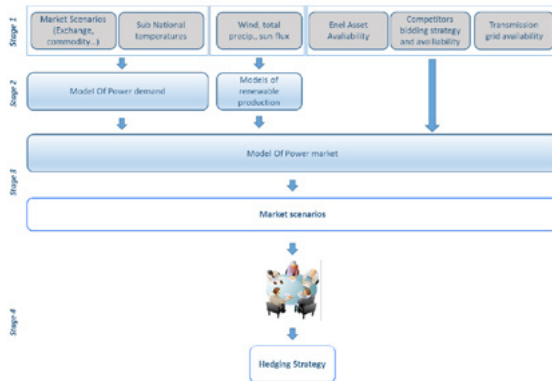 Stage 1
Market Scenarios
(Exchange,
commodity...)
Sub National
temperatures
Wind, total
precip., sun flux
Enel Asset
Availability
Competitors
bidding strategy
and availability
Transmission
grid availability
Stage 2
Model Of Power demand
Models of
renewable
production
Stage 3
Model Of Power market
Market scenarios
Stage 4
Hedging Strategy